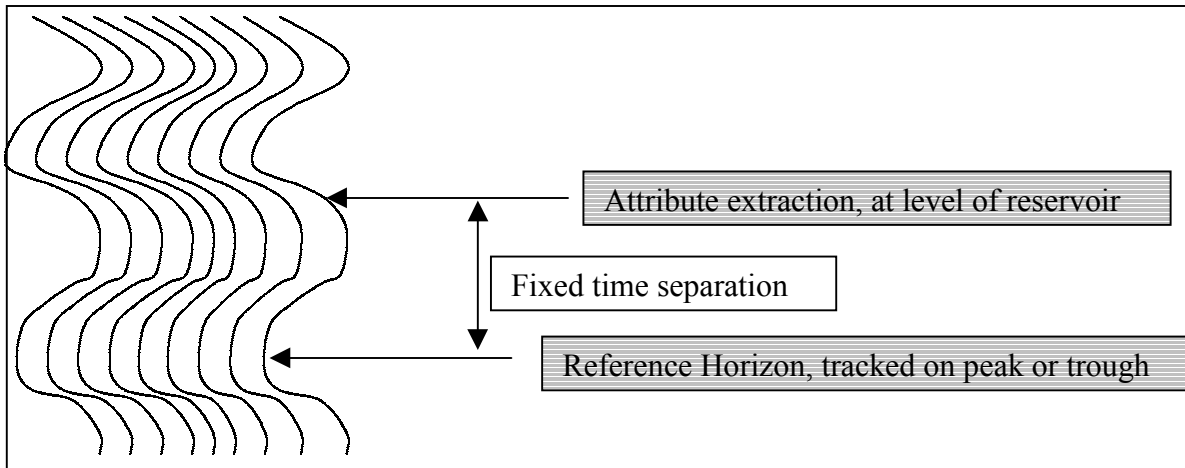 Attribute extraction, at level of reservoir
Fixed time separation
Reference Horizon, tracked on peak or trough